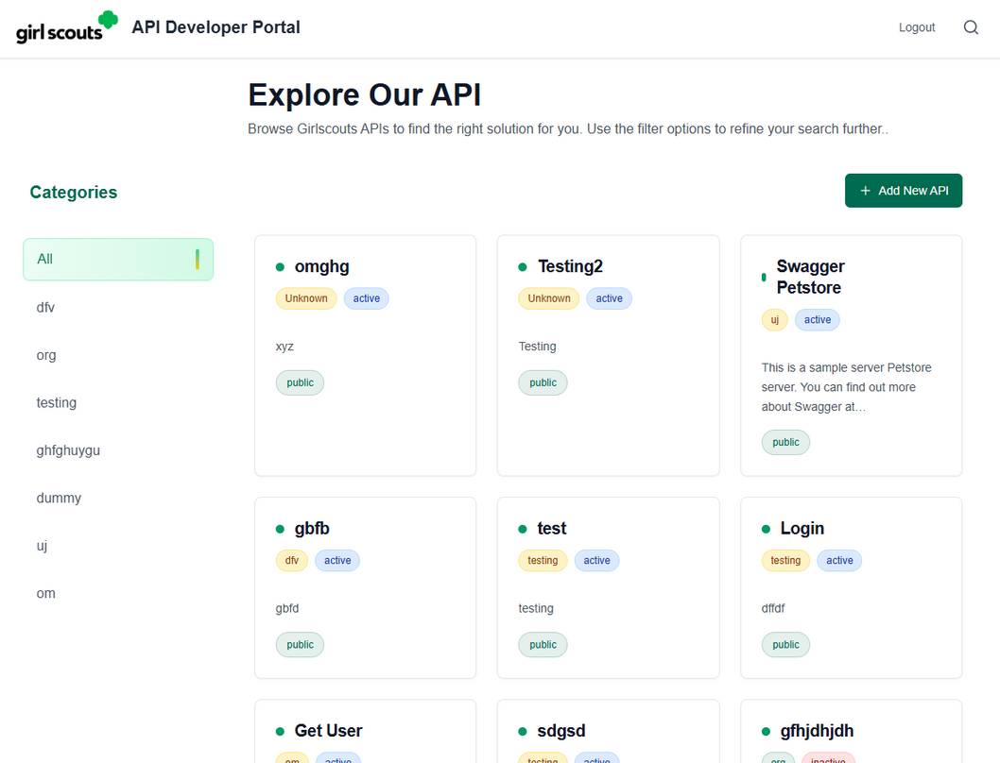 girl scouts
API Developer Portal
Logout
Explore Our API
Browse Girlscouts APIs to find the right solution for you. Use the filter options to refine your search further..
Categories
+ Add New API
All
dfv
org
testing
ghfghuygu
dummy
uj
om
omghg
Unknown active
xyz
public
Testing2
Unknown active
Testing
public
Swagger
Petstore
uj active
This is a sample server Petstore
server. You can find out more
about Swagger at…
public
gbfb
dfv active
gbfd
public
test
testing active
testing
public
Login
testing active
dffdf
public
Get User
om active
sdgsd
testing active
gfhjdhjdh
org inactive